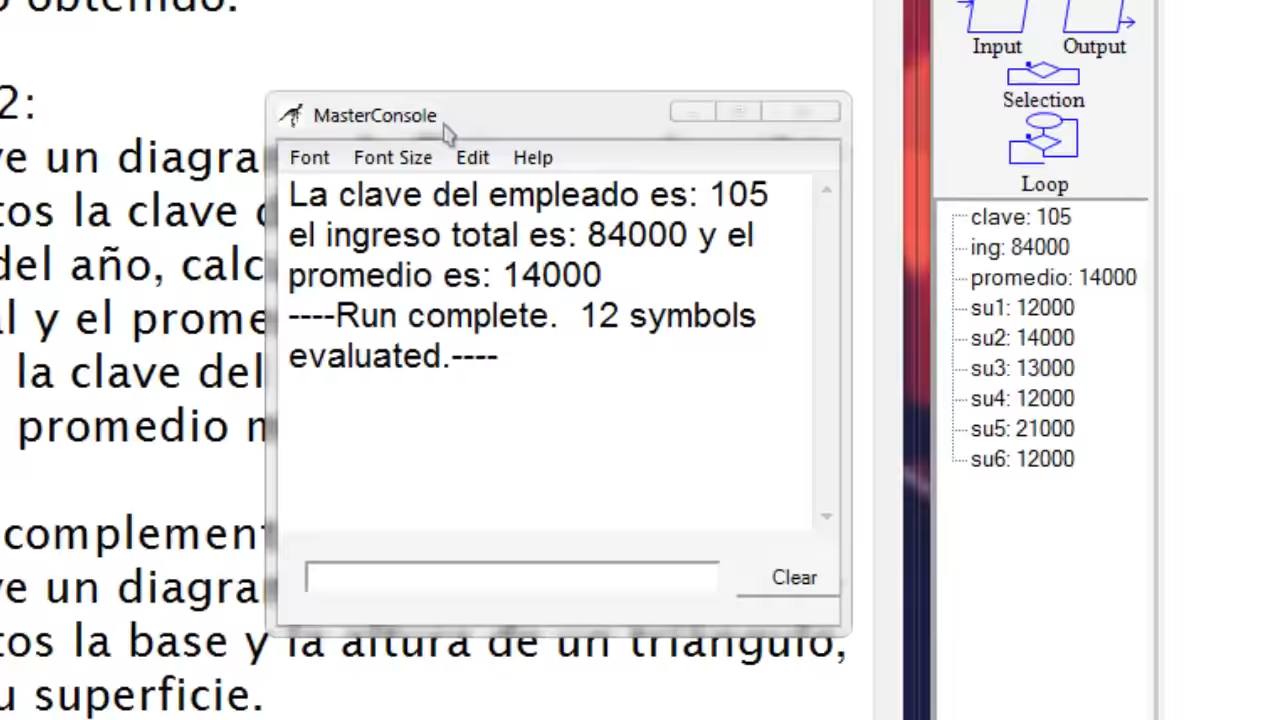 o obtenido.
2:
ve un diagra
tos la clave
del año, calc
al y el prome
la clave del
promedio
complement
ve un diagra
tos la base y la altura de un triángulo,
u superficie.
MasterConsole
Font Font Size Edit Help
La clave del empleado es: 105
el ingreso total es: 84000 y el
promedio es: 14000
----Run complete.  12 symbols
evaluated.----
Clear
Input Output
Selection
Loop
clave: 105
ing: 84000
promedio: 14000
su1: 12000
su2: 14000
su3: 13000
su4: 12000
su5: 21000
su6: 12000